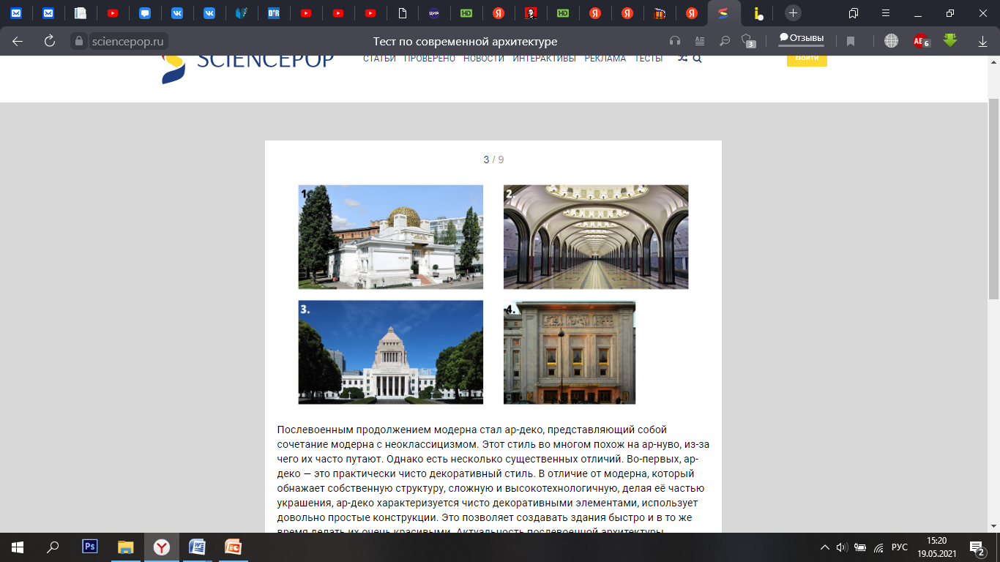 sciencepop.ru
Тест по современной архитектуре
3
Отзывы
6
SCIENCEPOP
СТАТЬИ ПРОВЕРЕНО НОВОСТИ ИНТЕРАКТИВЫ РЕКЛАМА ТЕСТЫ
Войти
3 / 9
1.
2.
3.
4.
Послевоенным продолжением модерна стал ар-деко, представляющий собой
сочетание модерна с неоклассицизмом. Этот стиль во многом похож на ар-нуво, из-за
чего их часто путают. Однако есть несколько существенных отличий. Во-первых, ар-
деко — это практически чисто декоративный стиль. В отличие от модерна, который
обнажает собственную структуру, сложную и высокотехнологичную, делая её частью
украшения, ар-деко характеризуется чисто декоративными элементами, использует
довольно простые конструкции. Это позволяет создавать здания быстро и в то же
время делать их очень красивыми. Актуальность послевоенной архитектуры
Ps
РУС
15:20
19.05.2021
2